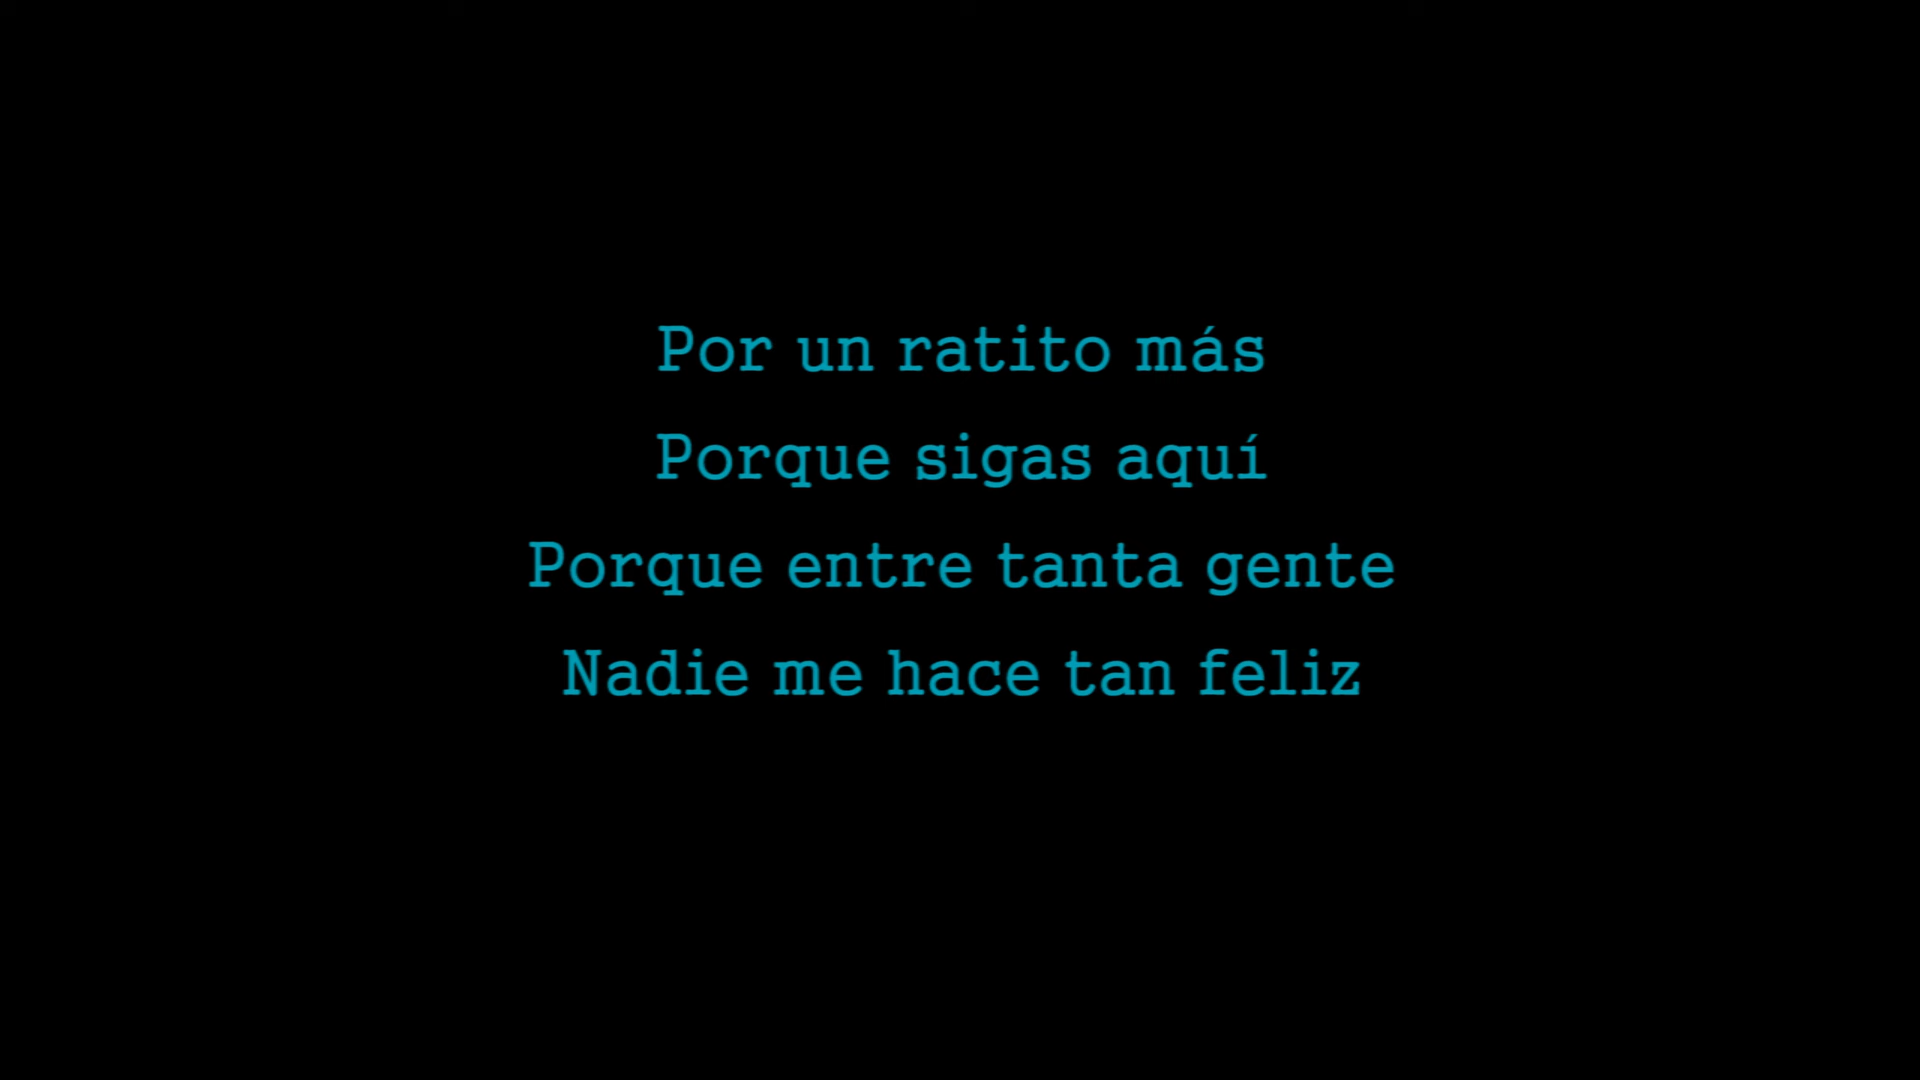 Por un ratito más
Porque sigas aquí
Porque entre tanta gente
Nadie me hace tan feliz